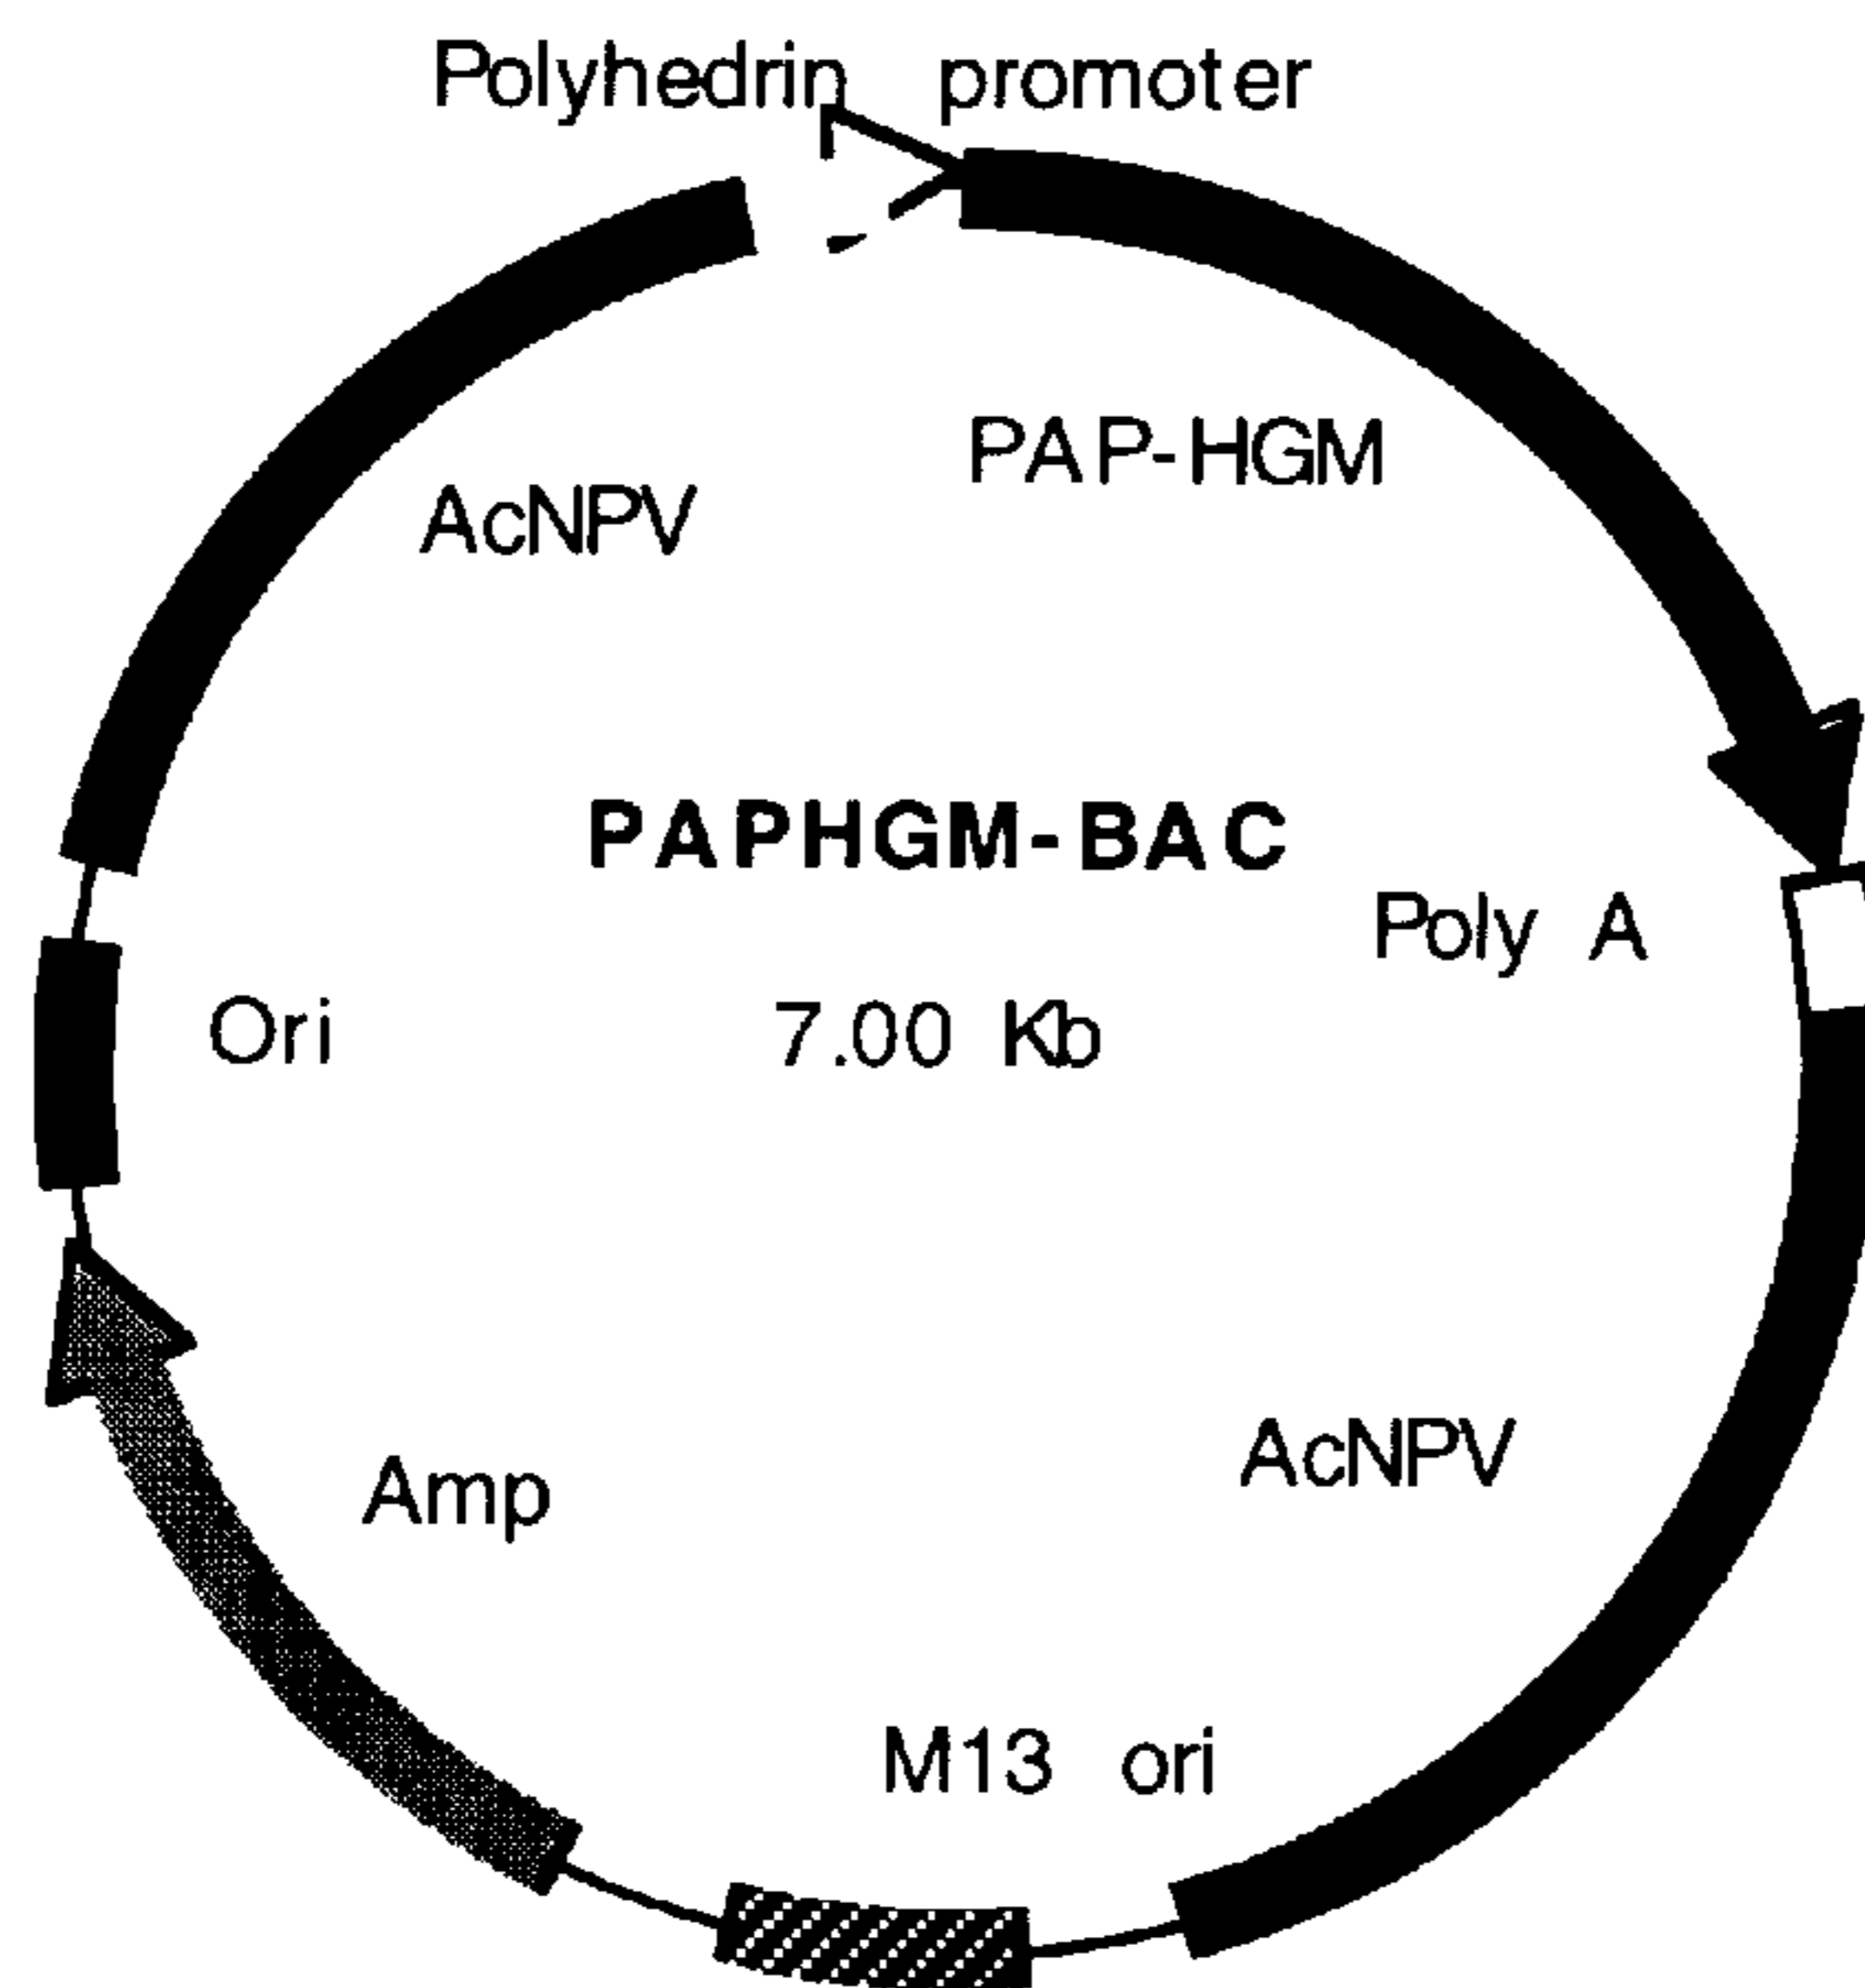 Polyhedrin promoter
PAP-HGM
AcNPV
PAPHGM-BAC
Poly A
7.00 Kb
Ori
AcNPV
Amp
M13 ori